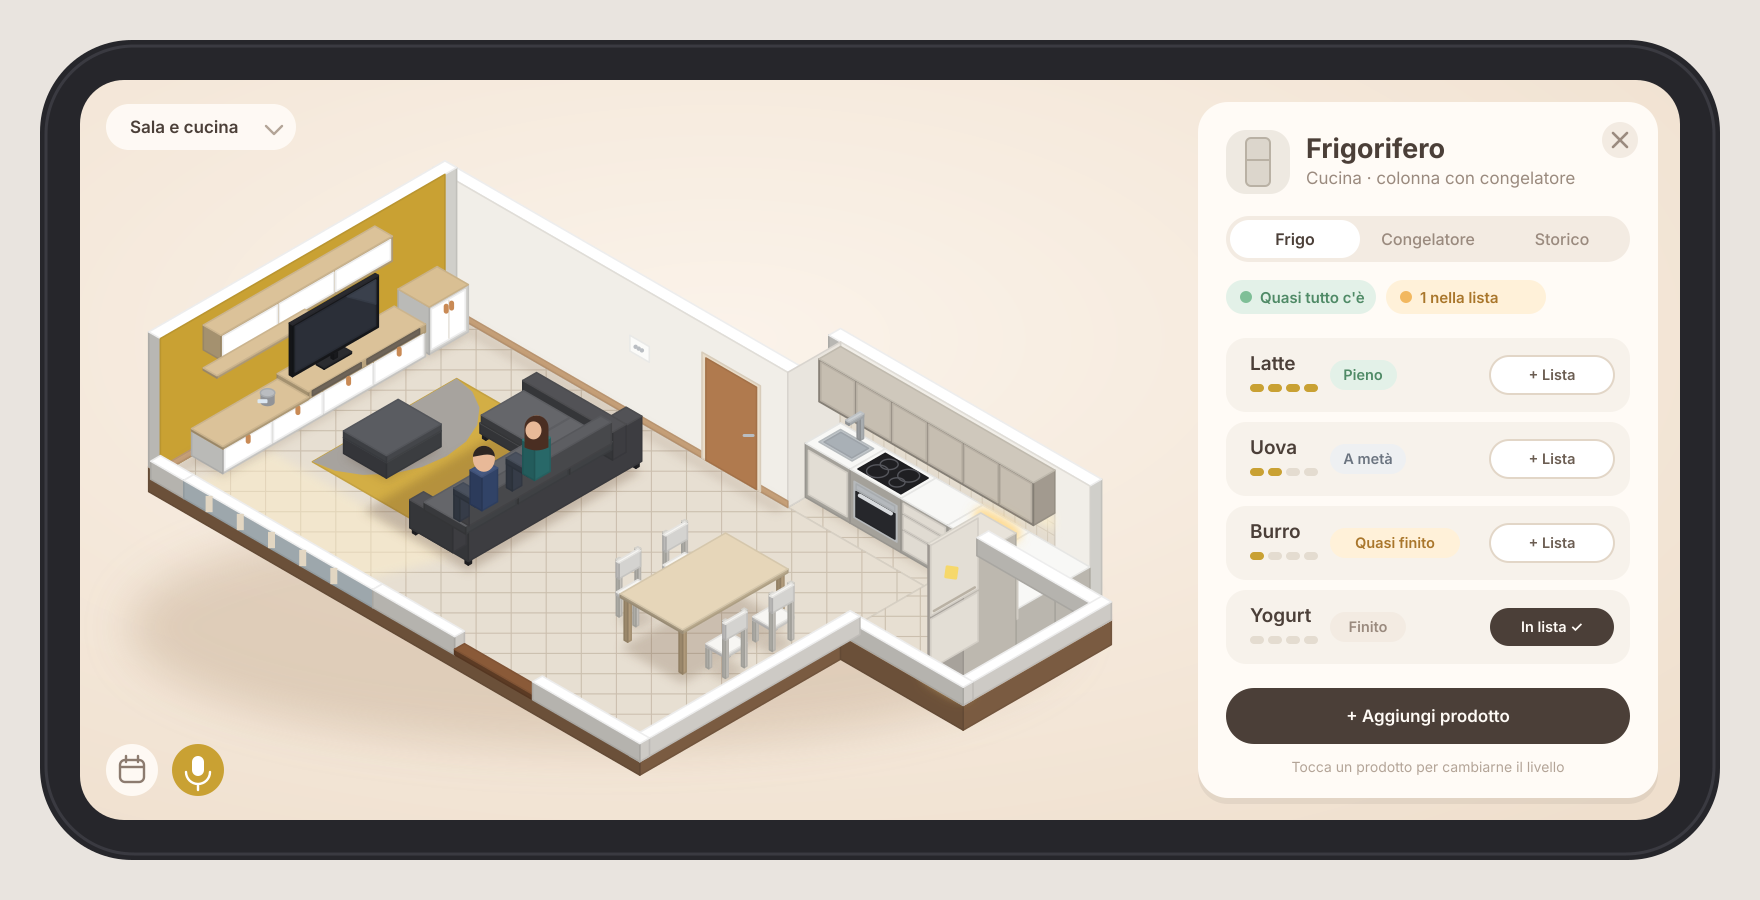 Sala e cucina
Frigorifero
Cucina · colonna con congelatore
Frigo
Congelatore
Storico
Quasi tutto c'è
1 nella lista
Latte
Pieno
+ Lista
Uova
A metà
+ Lista
Burro
Quasi finito
+ Lista
Yogurt
Finito
In lista ✓
+ Aggiungi prodotto
Tocca un prodotto per cambiarne il livello